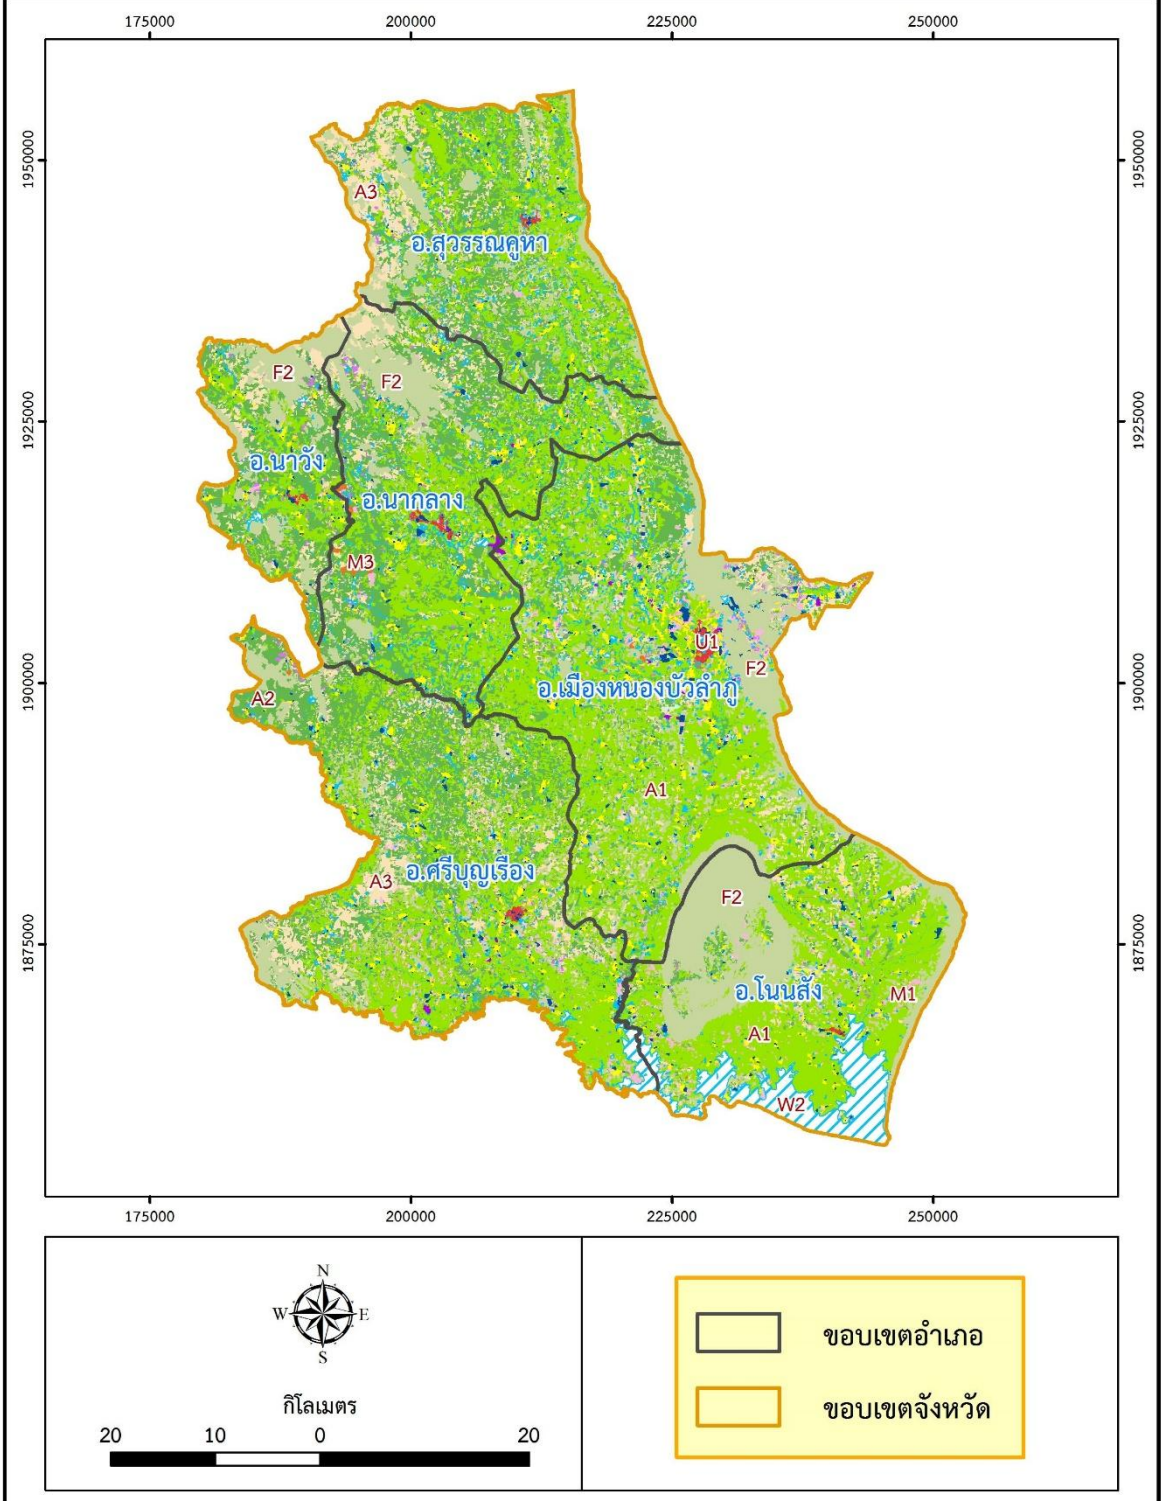 175000 200000 225000 250000
1950000 1950000
A3
อ.สุวรรณคูหา
F2 F2
1925000 1925000
อ.นาวัง
อ.นากลาง
M3
U1
F2
1900000 1900000
A2
อ.เมืองหนองบัวลำภู
A1
อ.ศรีบุญเรือง
A3
F2
1875000 1875000
อ.โนนสัง
M1
A1
W2
175000 200000 225000 250000
N
W E
S
กิโลเมตร
20 10 0 20
ขอบเขตอำเภอ
ขอบเขตจังหวัด